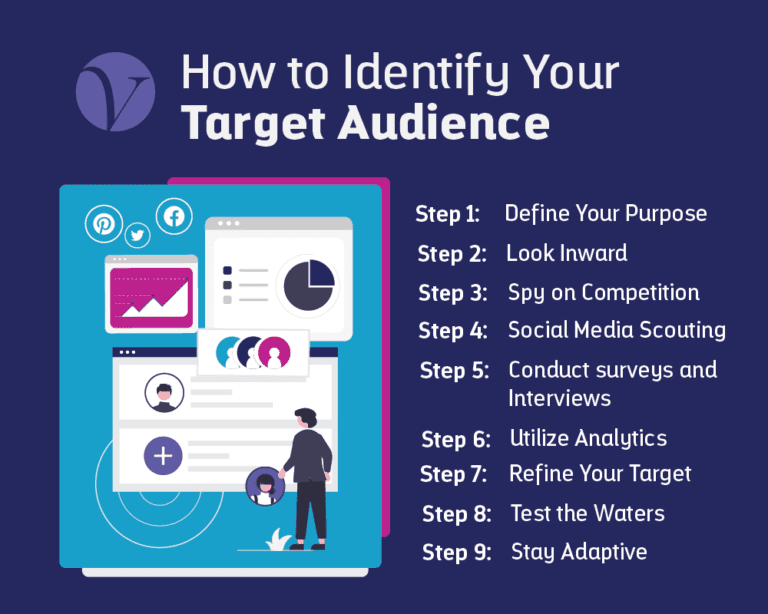 V
How to Identify Your
Target Audience
Step 1: Define Your Purpose
Step 2: Look Inward
Step 3: Spy on Competition
Step 4: Social Media Scouting
Step 5: Conduct surveys and
Interviews
Step 6: Utilize Analytics
Step 7: Refine Your Target
Step 8: Test the Waters
Step 9: Stay Adaptive